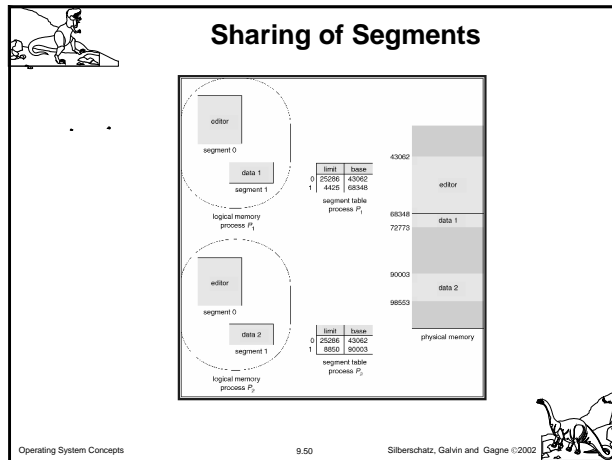 Sharing of Segments
editor
segment 0
data 1
segment 1
logical memory
process P1
limit base
0 25286 43062
1 4425 68348
segment table
process P1
editor
segment 0
data 2
segment 1
logical memory
process P2
limit base
0 25286 43062
1 8850 90003
segment table
process P2
43062
editor
68348
data 1
72773
90003
data 2
98553
physical memory
Operating System Concepts 9.50 Silberschatz, Galvin and Gagne ©2002